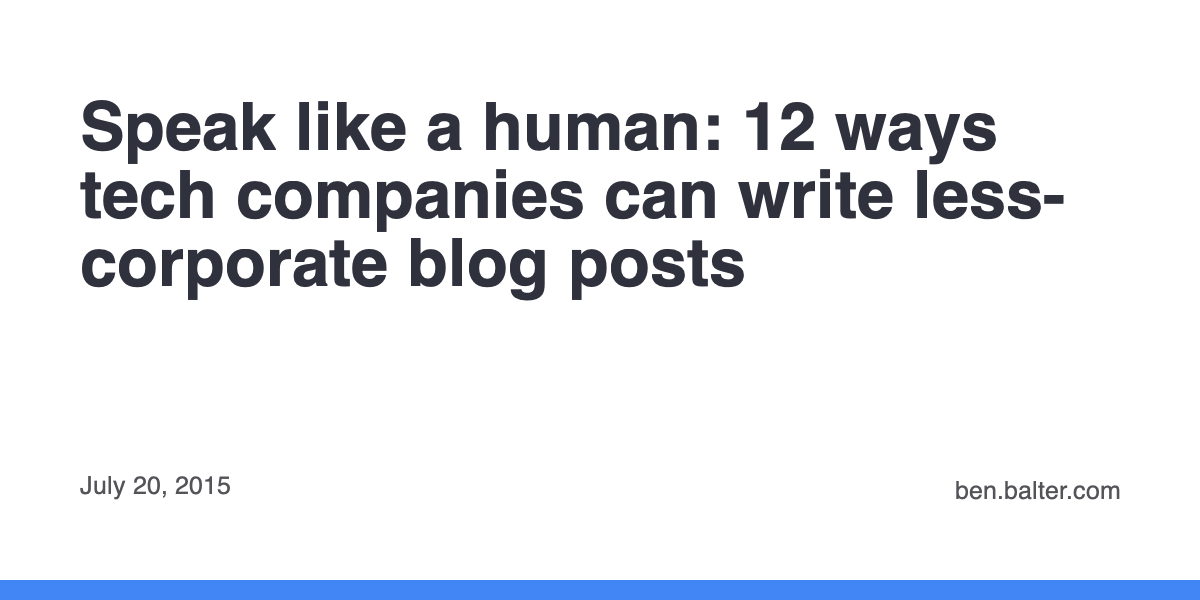 Speak like a human: 12 ways
tech companies can write less-
corporate blog posts
July 20, 2015
ben.balter.com